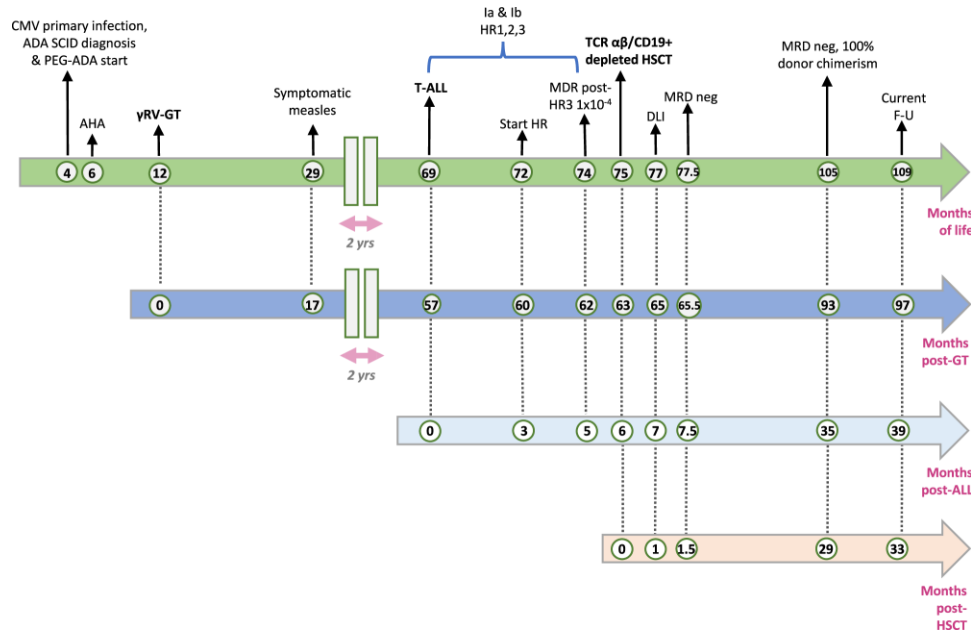 CMV primary infection,
ADA SCID diagnosis
& PEG-ADA start
AHA
γRV-GT
Symptomatic
measles
Ia & Ib
HR1,2,3
T-ALL
Start HR
MDR post-
HR3 1x10⁻⁴
TCR αβ/CD19+
depleted HSCT
DLI
MRD neg
MRD neg, 100%
donor chimerism
Current
F-U
4 6 12 29 69 72 74 75 77 77.5 105 109
Months
of life
2 yrs
0 17 57 60 62 63 65 65.5 93 97
Months
post-GT
2 yrs
0 3 5 6 7 7.5 35 39
Months
post-ALL
0 1 1.5 29 33
Months
post-
HSCT